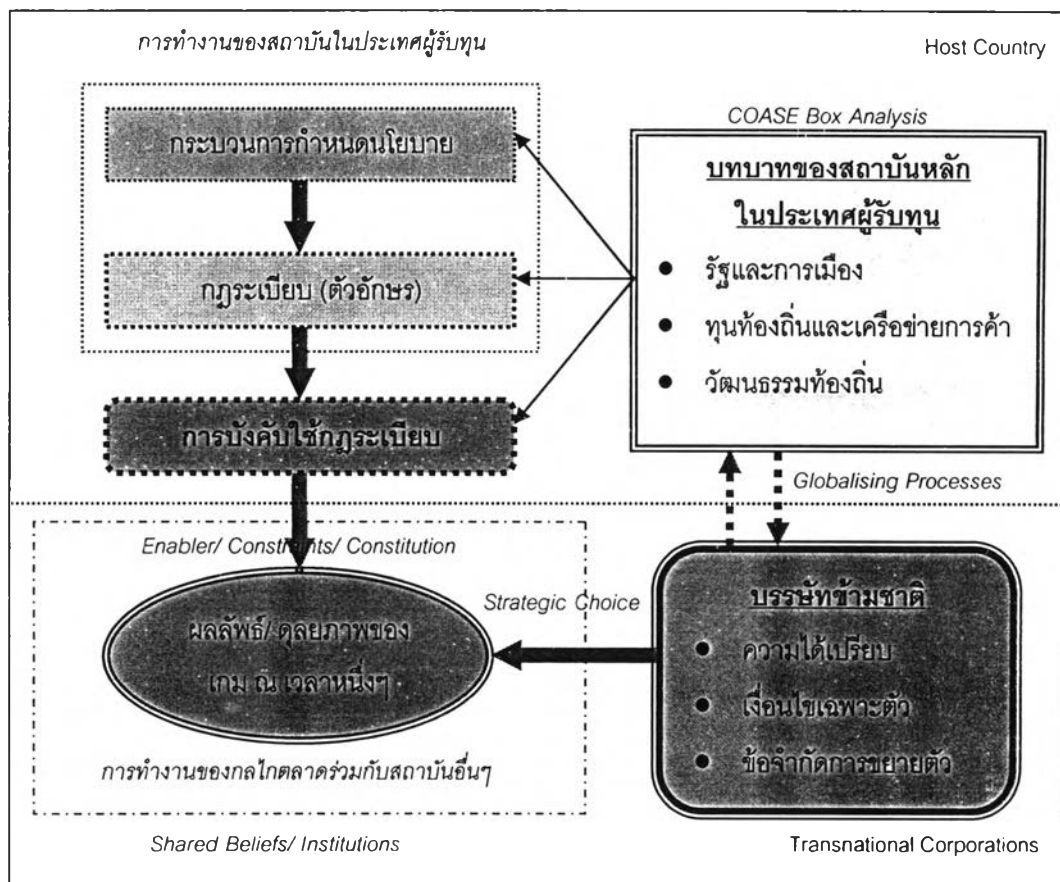 การทำงานของสถาบันในประเทศผู้รับทุน
Host Country
กระบวนการกำหนดนโยบาย
กฎระเบียบ (ตัวอักษร)
การบังคับใช้กฎระเบียบ
COASE Box Analysis
บทบาทของสถาบันหลัก
ในประเทศผู้รับทุน
● รัฐและการเมือง
● ทุนท้องถิ่นและเครือข่ายการค้า
● วัฒนธรรมท้องถิ่น
Globalising Processes
Enabler/ Constraints/ Constitution
ผลลัพธ์/ ดุลยภาพของ
เกม ณ เวลาหนึ่งๆ
Strategic Choice
บรรษัทข้ามชาติ
● ความได้เปรียบ
● เงื่อนไขเฉพาะตัว
● ข้อจำกัดการขยายตัว
การทำงานของกลไกตลาดร่วมกับสถาบันอื่นๆ
Shared Beliefs/ Institutions
Transnational Corporations